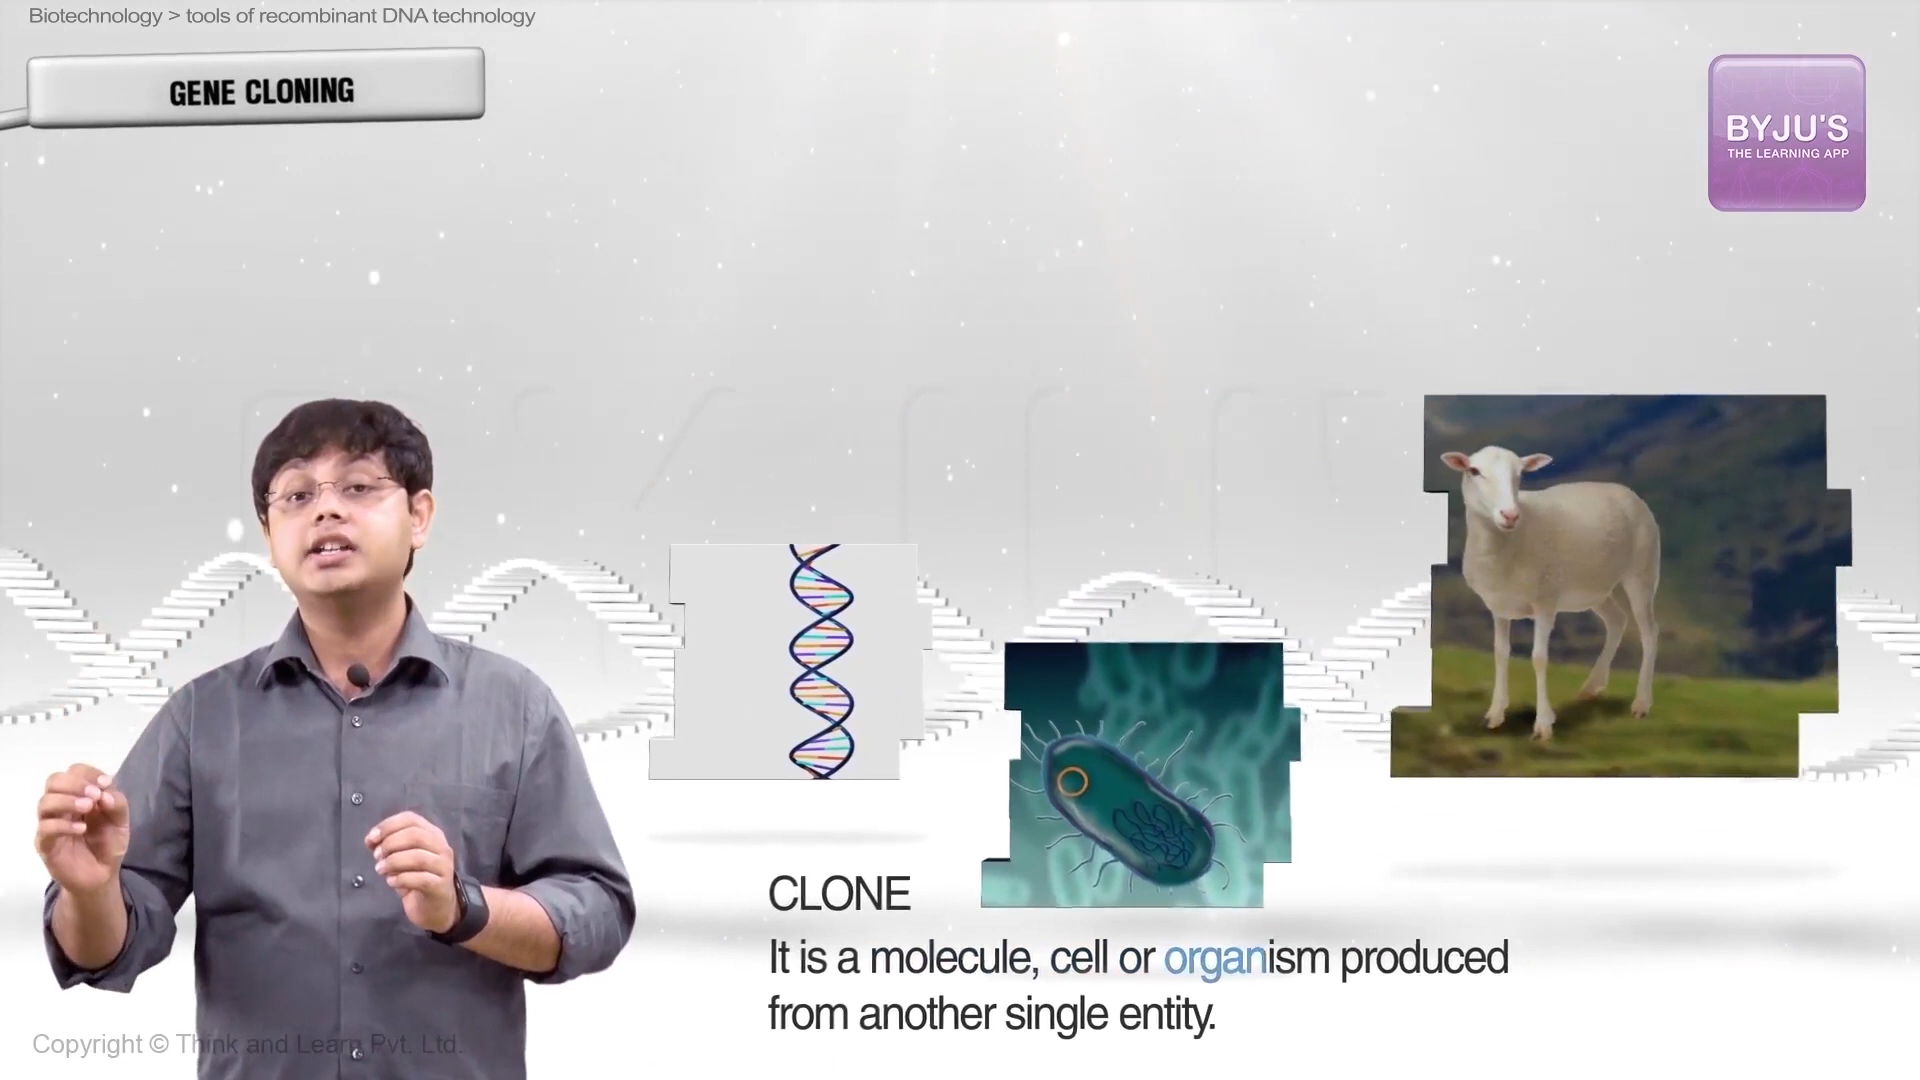 Biotechnology > tools of recombinant DNA technology
GENE CLONING
BYJU'S
THE LEARNING APP
CLONE
It is a molecule, cell or organism produced
from another single entity.
Copyright © Think and Learn Pvt. Ltd.